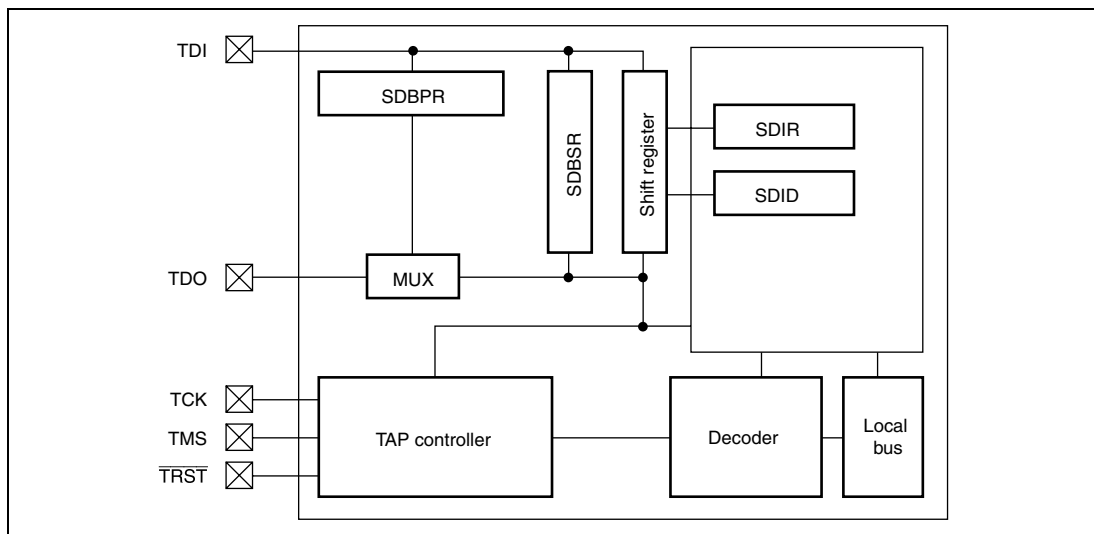 TDI
SDBPR
SDBSR
Shift register
SDIR
SDID
TDO
MUX
TCK
TMS
TRST
TAP controller
Decoder
Local
bus